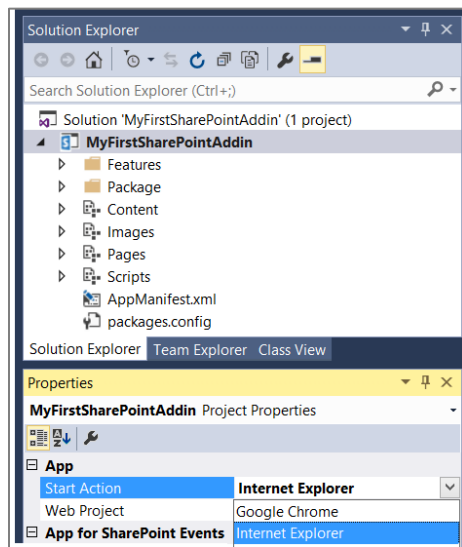 Solution Explorer
Search Solution Explorer (Ctrl+;)
Solution 'MyFirstSharePointAddin' (1 project)
MyFirstSharePointAddin
Features
Package
Content
Images
Pages
Scripts
AppManifest.xml
packages.config
Solution Explorer Team Explorer Class View
Properties
MyFirstSharePointAddin Project Properties
App
Start Action Internet Explorer
Web Project Google Chrome
App for SharePoint Events Internet Explorer